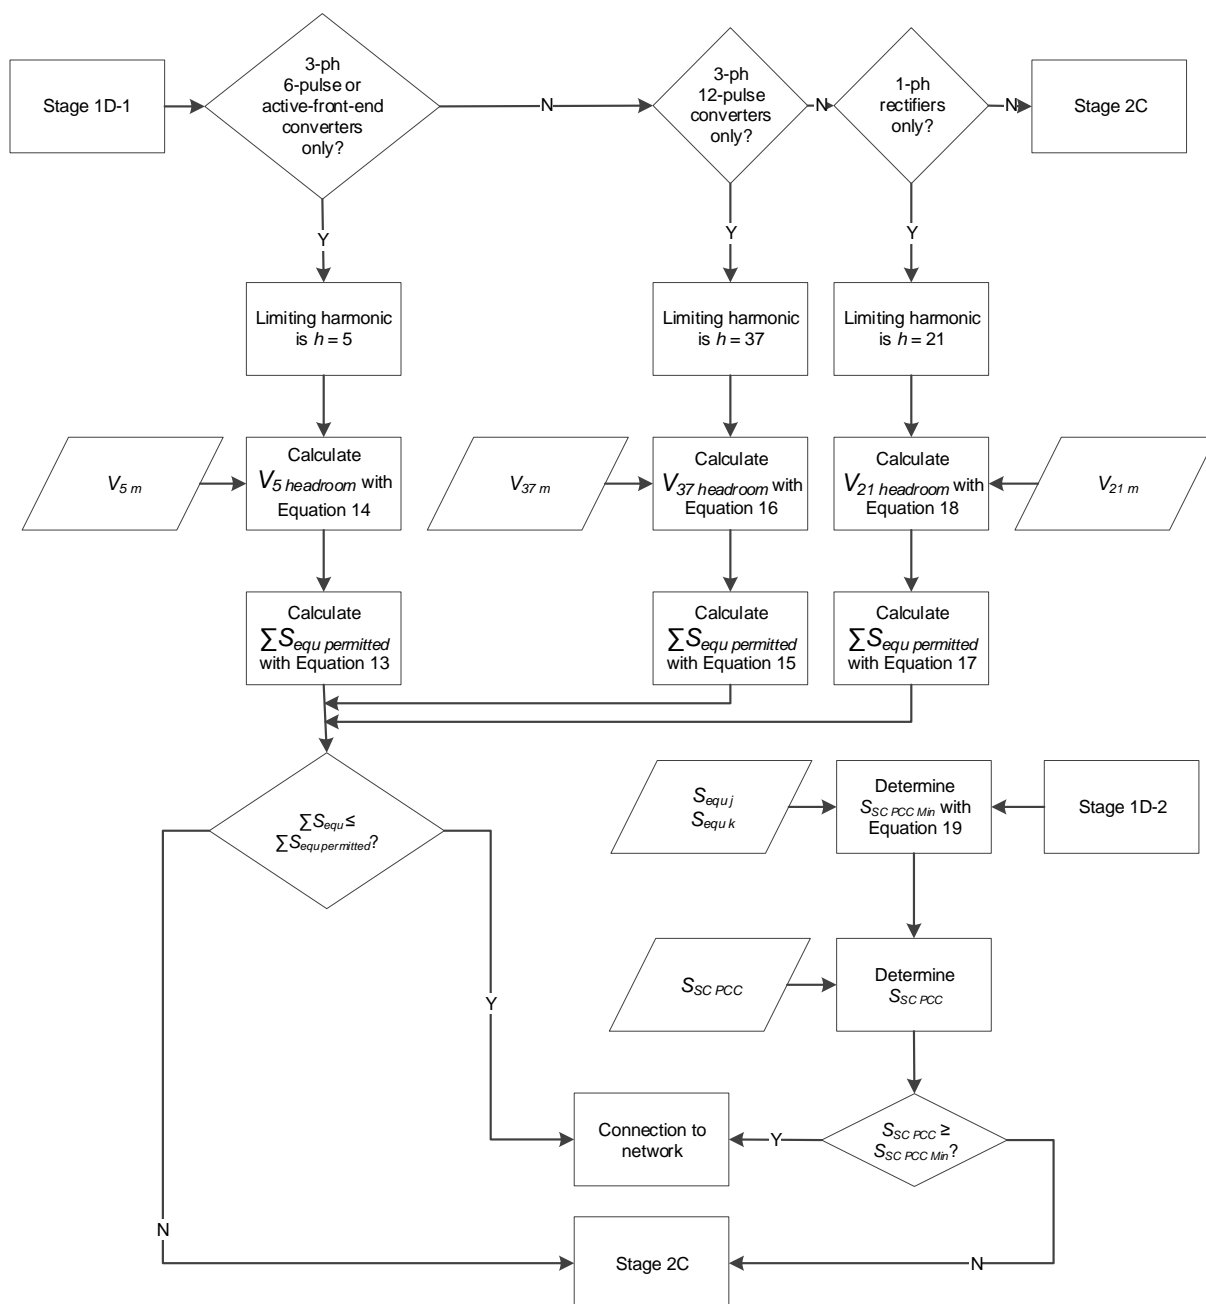 Stage 1D-1
3-ph
6-pulse or
active-front-end
converters
only?
N
3-ph
12-pulse
converters
only?
N
1-ph
rectifiers
only?
N
Stage 2C
Y
Y
Y
Limiting harmonic
is h = 5
Limiting harmonic
is h = 37
Limiting harmonic
is h = 21
V5 m
Calculate
V5 headroom with
Equation 14
V37 m
Calculate
V37 headroom with
Equation 16
Calculate
V21 headroom with
Equation 18
V21 m
Calculate
∑Sequ permitted
with Equation 13
Calculate
∑Sequ permitted
with Equation 15
Calculate
∑Sequ permitted
with Equation 17
∑Sequ ≤
∑Sequ permitted?
Sequ j
Sequ k
Determine
SSC PCC Min with
Equation 19
Stage 1D-2
SSC PCC
Determine
SSC PCC
Y
Connection to
network
Y
SSC PCC ≥
SSC PCC Min?
N
Stage 2C
N